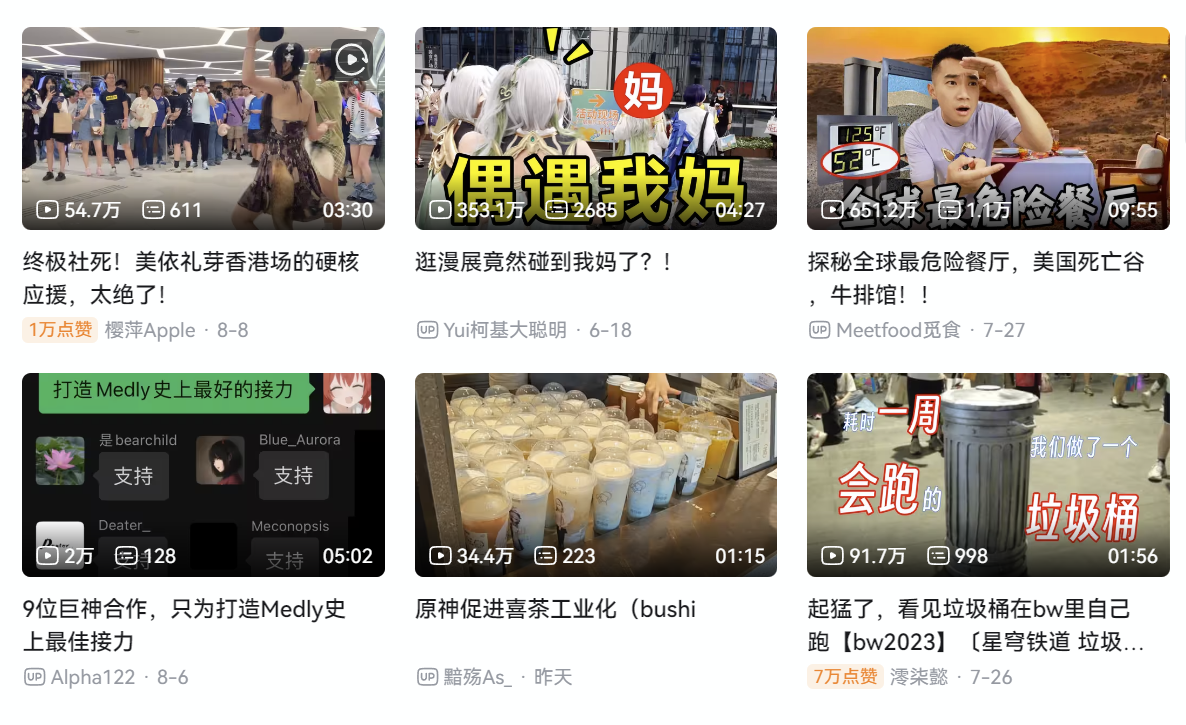 54.7万 611 03:30
终极社死！美依礼芽香港场的硬核
应援，太绝了！
1万点赞 樱萍Apple · 8-8
妈
偶遇我妈
353.1万 2685 04:27
逛漫展竟然碰到我妈了？！
UP Yui柯基大聪明 · 6-18
125°F
52°C
全球最危险餐厅
651.2万 1.1万 09:55
探秘全球最危险餐厅，美国死亡谷
，牛排馆！！
UP Meetfood觅食 · 7-27
打造Medly史上最好的接力
是bearchild
支持
Blue_Aurora
支持
Deater_
支持
Meconopsis
支持
2万 128 05:02
9位巨神合作，只为打造Medly史
上最佳接力
UP Alpha122 · 8-6
34.4万 223 01:15
原神促进喜茶工业化（bushi
UP 黯殇As_ · 昨天
耗时一周
我们做了一个
会跑的
垃圾桶
91.7万 998 01:56
起猛了，看见垃圾桶在bw里自己
跑【bw2023】〔星穹铁道 垃圾...
7万点赞 澪柒懿 · 7-26